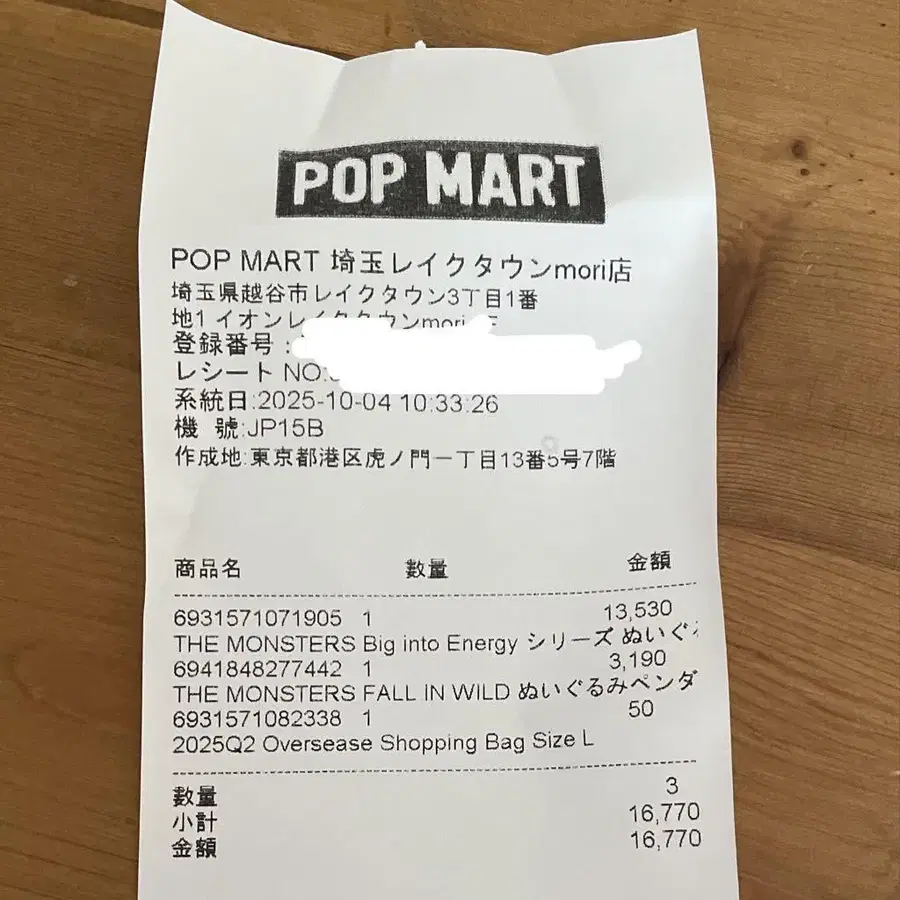 POP MART
POP MART 埼玉レイクタウンmori店
埼玉県越谷市レイクタウン3丁目1番
地1 イオンレイクタウンmori
登録番号 :
レシート NO:
系統日:2025-10-04 10:33:26
機 號:JP15B
作成地:東京都港区虎ノ門一丁目13番5号7階
商品名 數量 金額
6931571071905 1 13,530
THE MONSTERS Big into Energy シリーズ ぬいぐ
6941848277442 1 3,190
THE MONSTERS FALL IN WILD ぬいぐるみペンダ
6931571082338 1 50
2025Q2 Oversease Shopping Bag Size L
數量 3
小計 16,770
金額 16,770